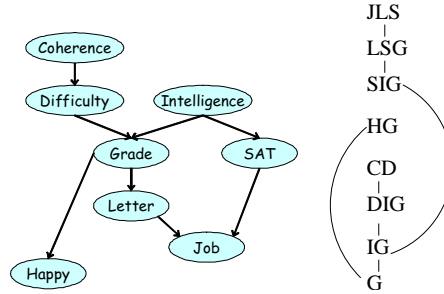 Coherence
Difficulty
Intelligence
Grade
SAT
Letter
Job
Happy
JLS
LSG
SIG
HG
CD
DIG
IG
G